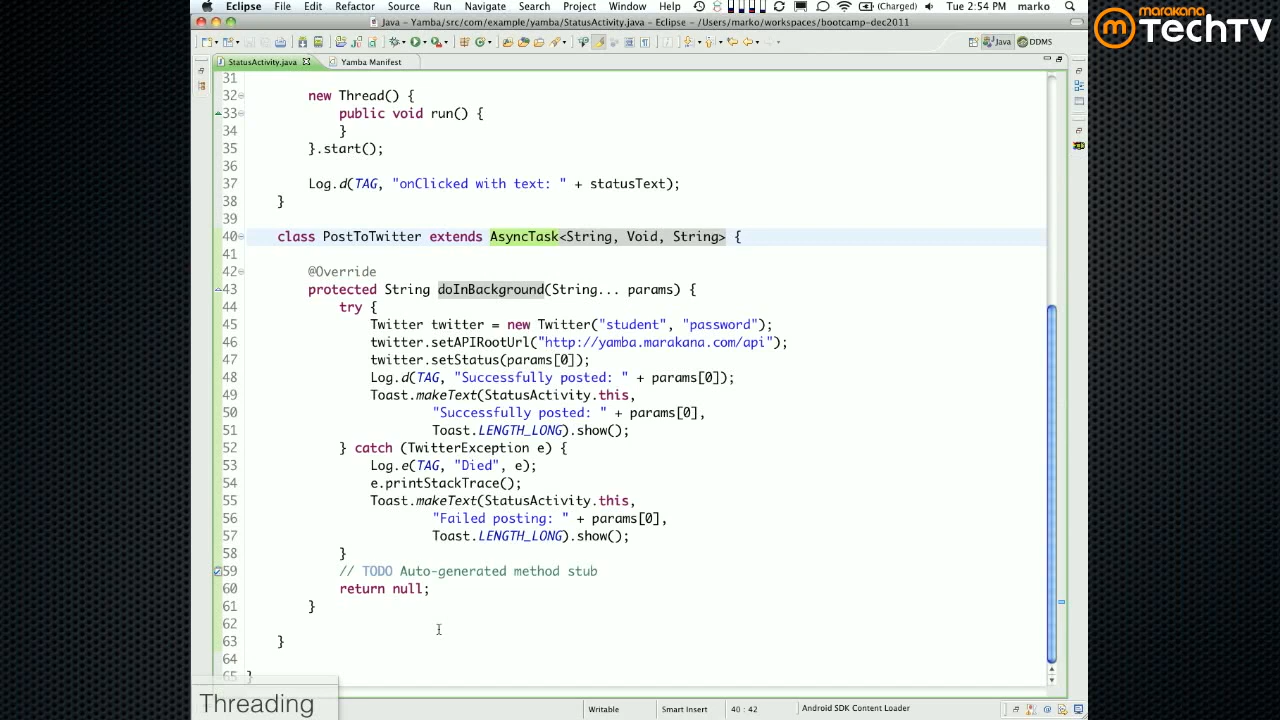 Eclipse File Edit Refactor Source Navigate Search Project Window Help (Charged) Tue 2:54 PM marko
Java – Yamba/src/com/example/yamba/StatusActivity.java – Eclipse – /Users/marko/workspaces/bootcamp-dec2011
marakana
TechTV
Java DDMS
StatusActivity.java Yamba Manifest
31
32 new Thread() {
33 public void run() {
34 }
35 }.start();
36
37 Log.d(TAG, "onClicked with text: " + statusText);
38 }
39
40 class PostToTwitter extends AsyncTask<String, Void, String> {
41
42 @Override
43 protected String doInBackground(String... params) {
44 try {
45 Twitter twitter = new Twitter("student", "password");
46 twitter.setAPIRootUrl("http://yamba.marakana.com/api");
47 twitter.setStatus(params[0]);
48 Log.d(TAG, "Successfully posted: " + params[0]);
49 Toast.makeText(StatusActivity.this,
50 "Successfully posted: " + params[0],
51 Toast.LENGTH_LONG).show();
52 } catch (TwitterException e) {
53 Log.e(TAG, "Died", e);
54 e.printStackTrace();
55 Toast.makeText(StatusActivity.this,
56 "Failed posting: " + params[0],
57 Toast.LENGTH_LONG).show();
58 }
59 // TODO Auto-generated method stub
60 return null;
61 }
62
63 }
64
65 }
Threading
Writable Smart Insert 40 : 42 Android SDK Content Loader